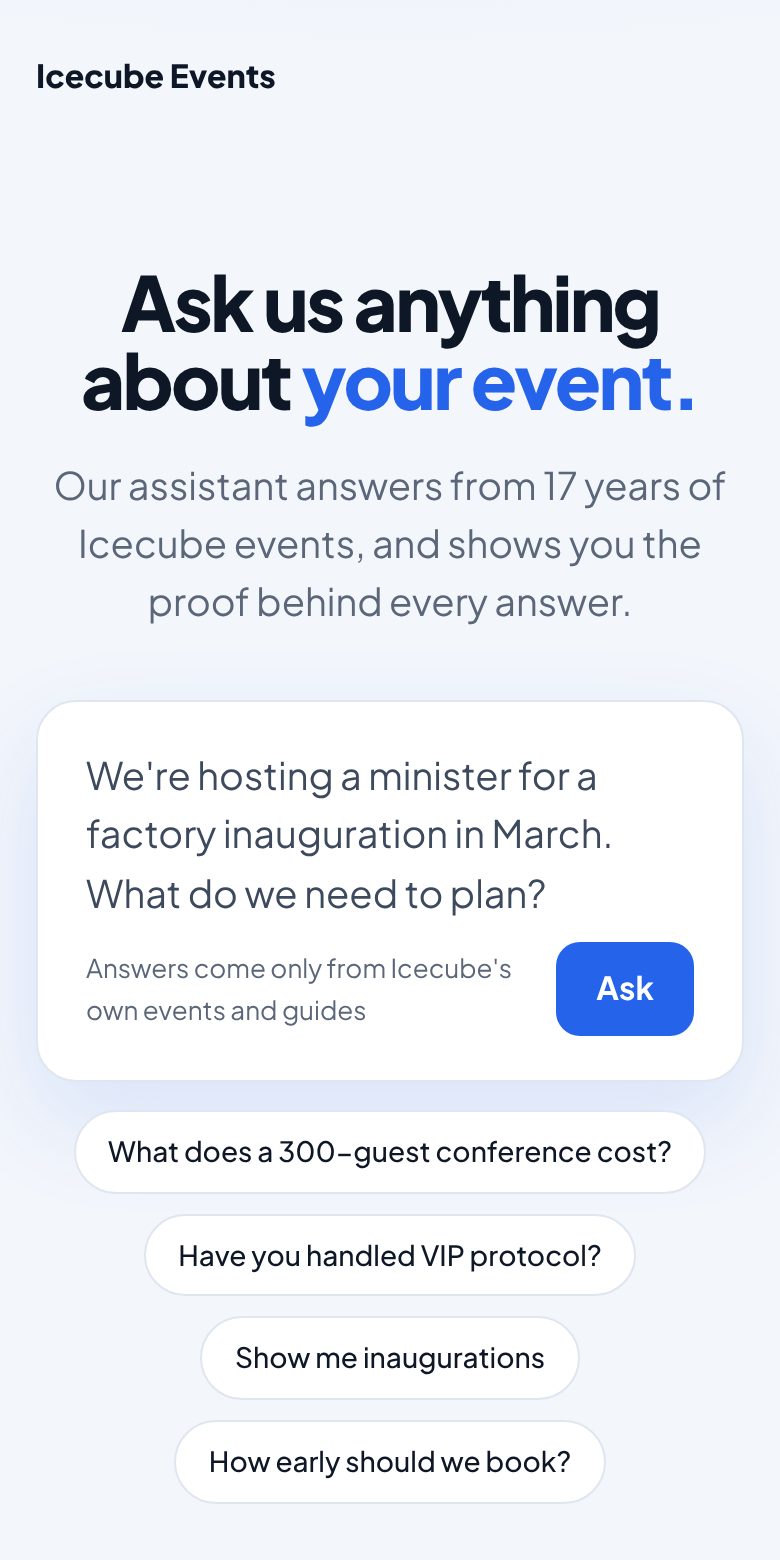 Icecube Events
Ask us anything
about your event.
Our assistant answers from 17 years of
Icecube events, and shows you the
proof behind every answer.
We're hosting a minister for a
factory inauguration in March.
What do we need to plan?
Answers come only from Icecube's
own events and guides
Ask
What does a 300–guest conference cost?
Have you handled VIP protocol?
Show me inaugurations
How early should we book?